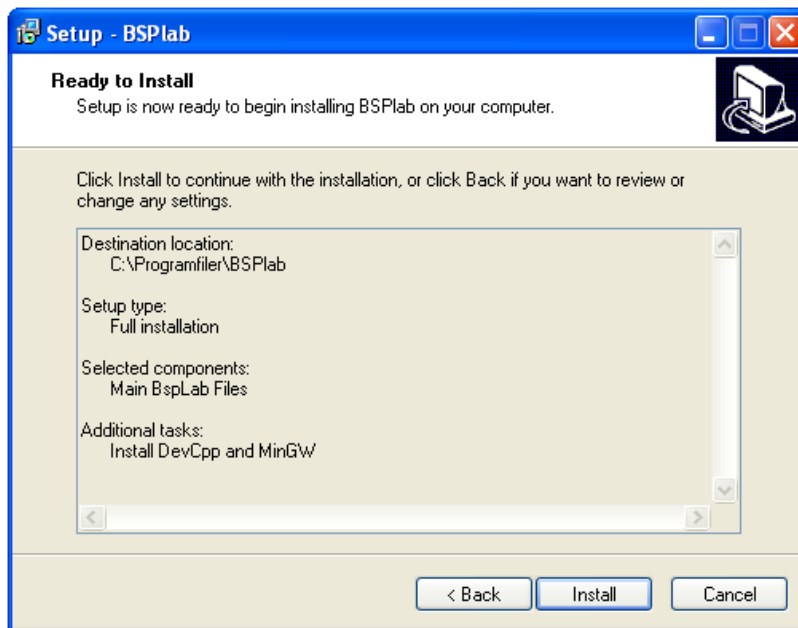 Setup - BSPlab
Ready to Install
Setup is now ready to begin installing BSPlab on your computer.
Click Install to continue with the installation, or click Back if you want to review or
change any settings.
Destination location:
C:\Programfiler\BSPlab
Setup type:
Full installation
Selected components:
Main BspLab Files
Additional tasks:
Install DevCpp and MinGW
< Back
Install
Cancel